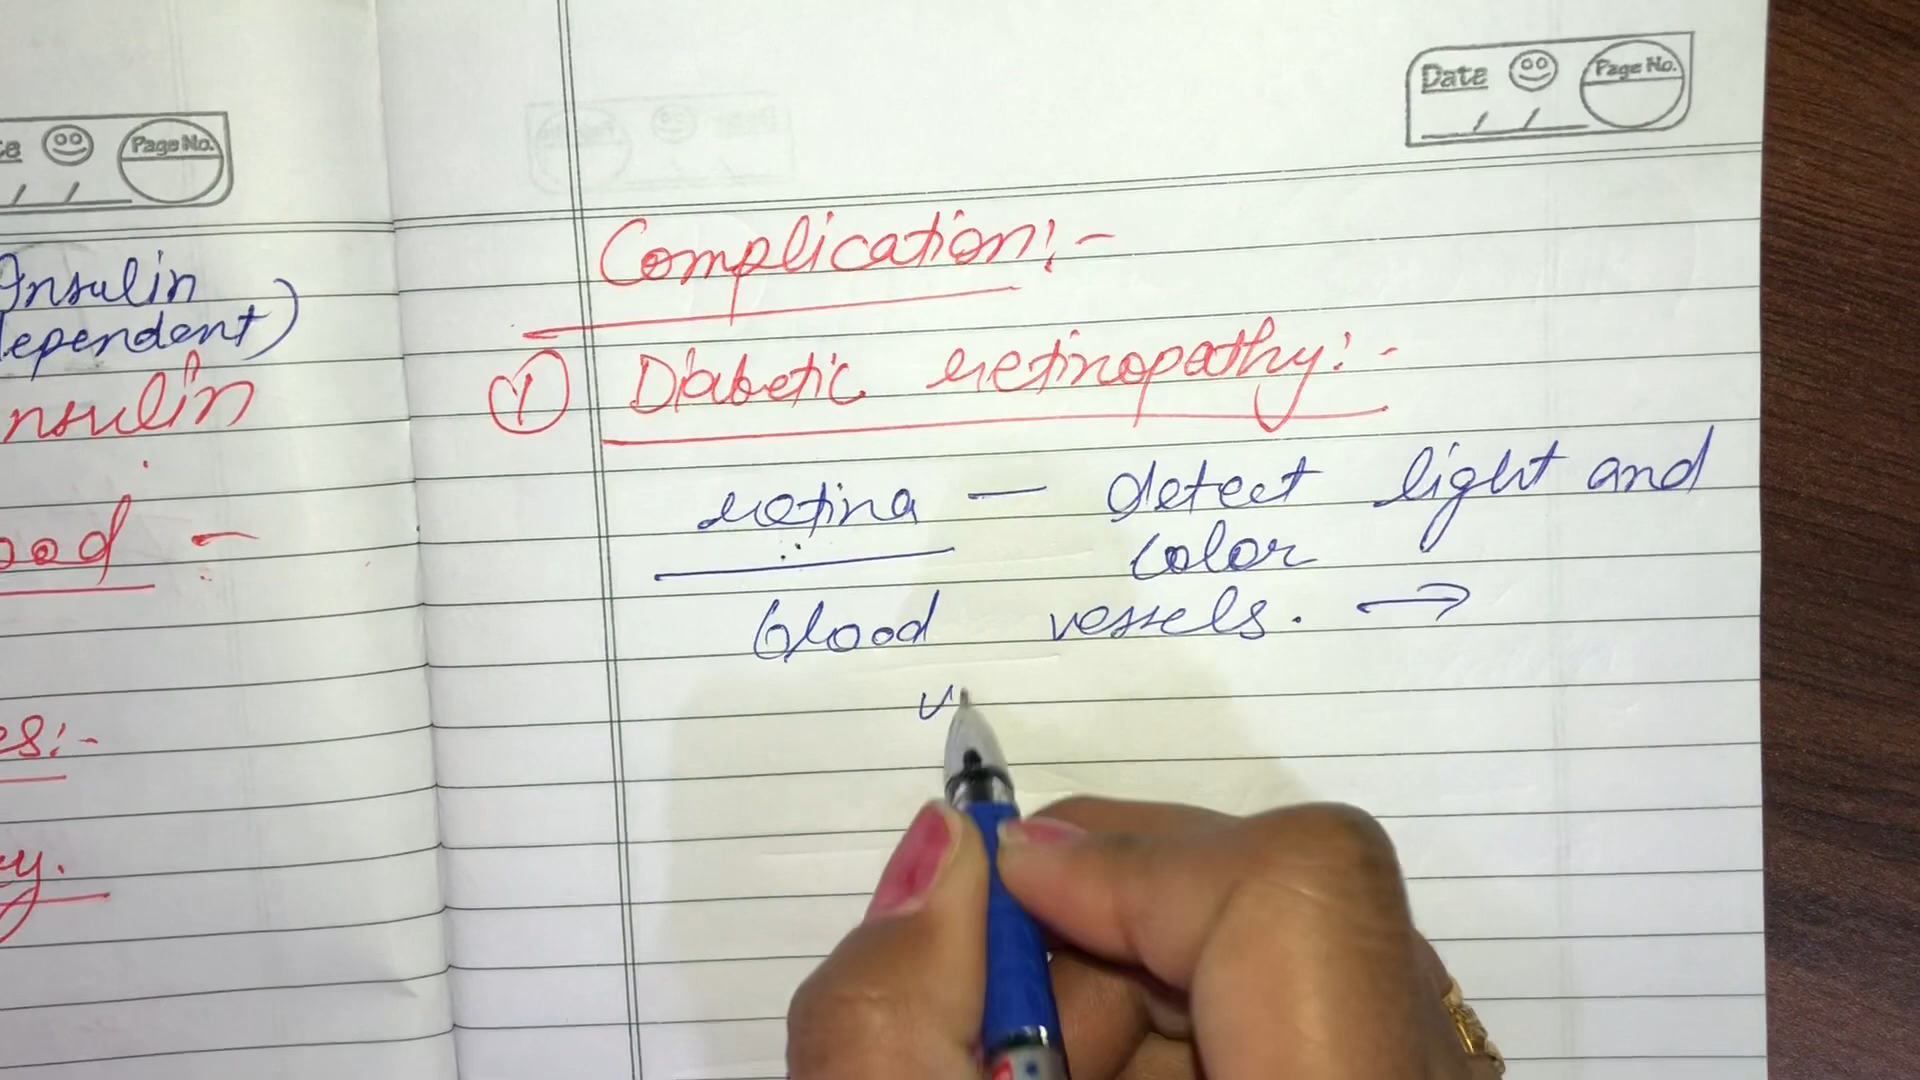 Page No.
Insulin
dependent)
nsulin
ood -
es:-
ey.
Date
Page No.
Complication:-
① Diabetic retinopathy:-
retina — detect light and
color
blood vessels. →